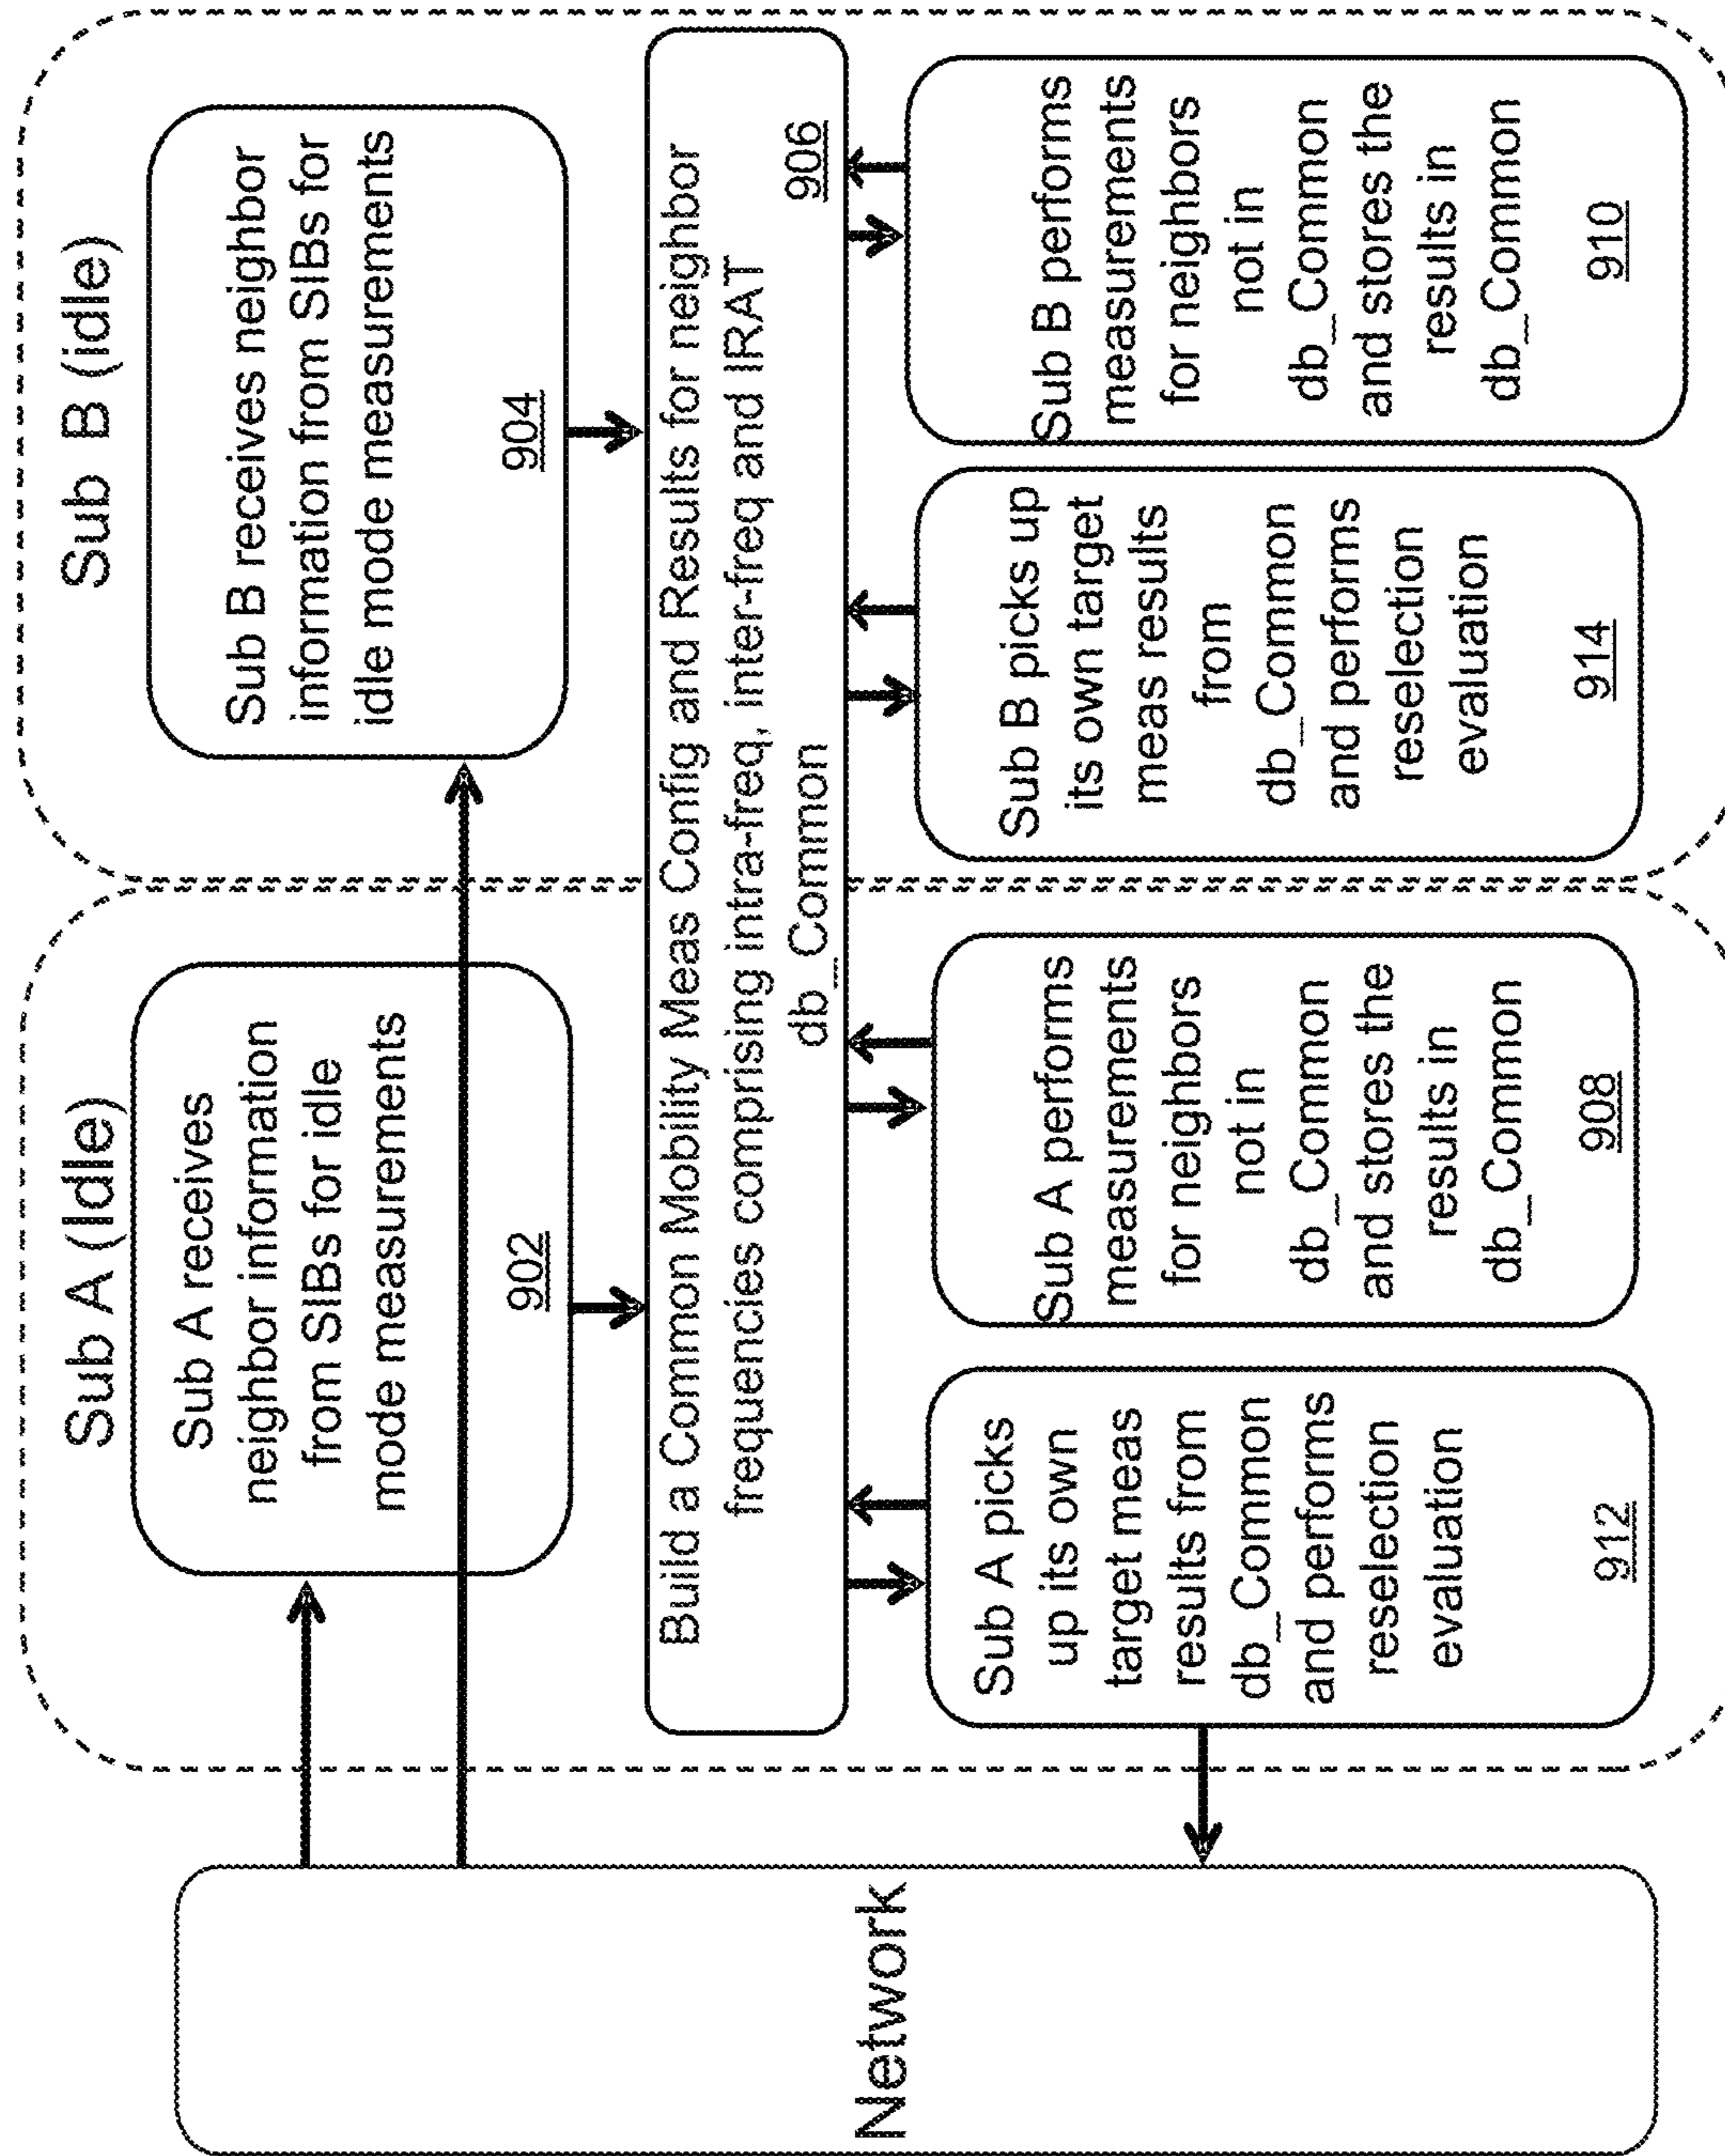 Network
Sub A (Idle)
Sub A receives
neighbor information
from SIBs for idle
mode measurements
902
Sub B (idle)
Sub B receives neighbor
information from SIBs for
idle mode measurements
904
Build a Common Mobility Meas Config and Results for neighbor
frequencies comprising intra-freq, inter-freq and IRAT
db_Common
906
Sub A picks
up its own
target meas
results from
db_Common
and performs
reselection
evaluation
912
Sub A performs
measurements
for neighbors
not in
db_Common
and stores the
results in
db_Common
908
Sub B picks up
its own target
meas results
from
db_Common
and performs
reselection
evaluation
914
Sub B performs
measurements
for neighbors
not in
db_Common
and stores the
results in
db_Common
910